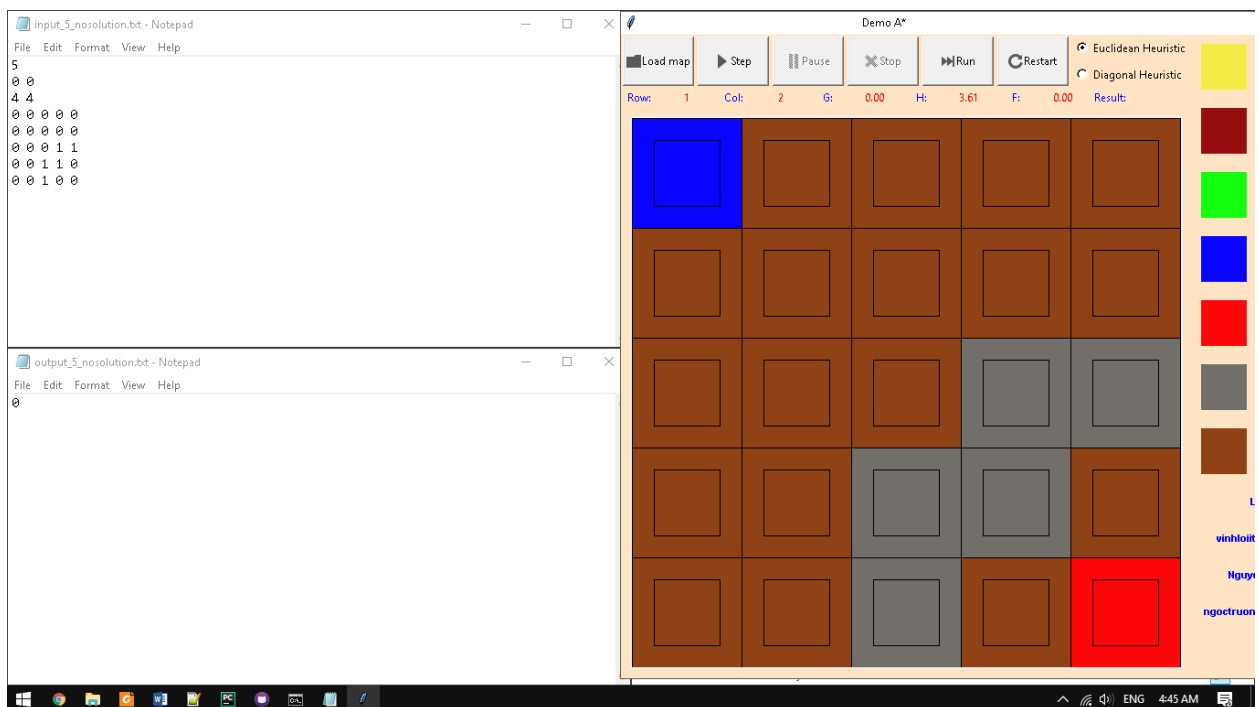 input_5_nosolution.txt - Notepad
File Edit Format View Help
5
0 0
4 4
0 0 0 0 0
0 0 0 0 0
0 0 0 1 1
0 0 1 1 0
0 0 1 0 0
output_5_nosolution.txt - Notepad
File Edit Format View Help
0
Demo A*
Load map Step Pause Stop Run Restart
Euclidean Heuristic
Diagonal Heuristic
Row: 1 Col: 2 G: 0.00 H: 3.61 F: 0.00 Result:
L
vinhloiit
Nguye
ngoctruon
ENG 4:45 AM